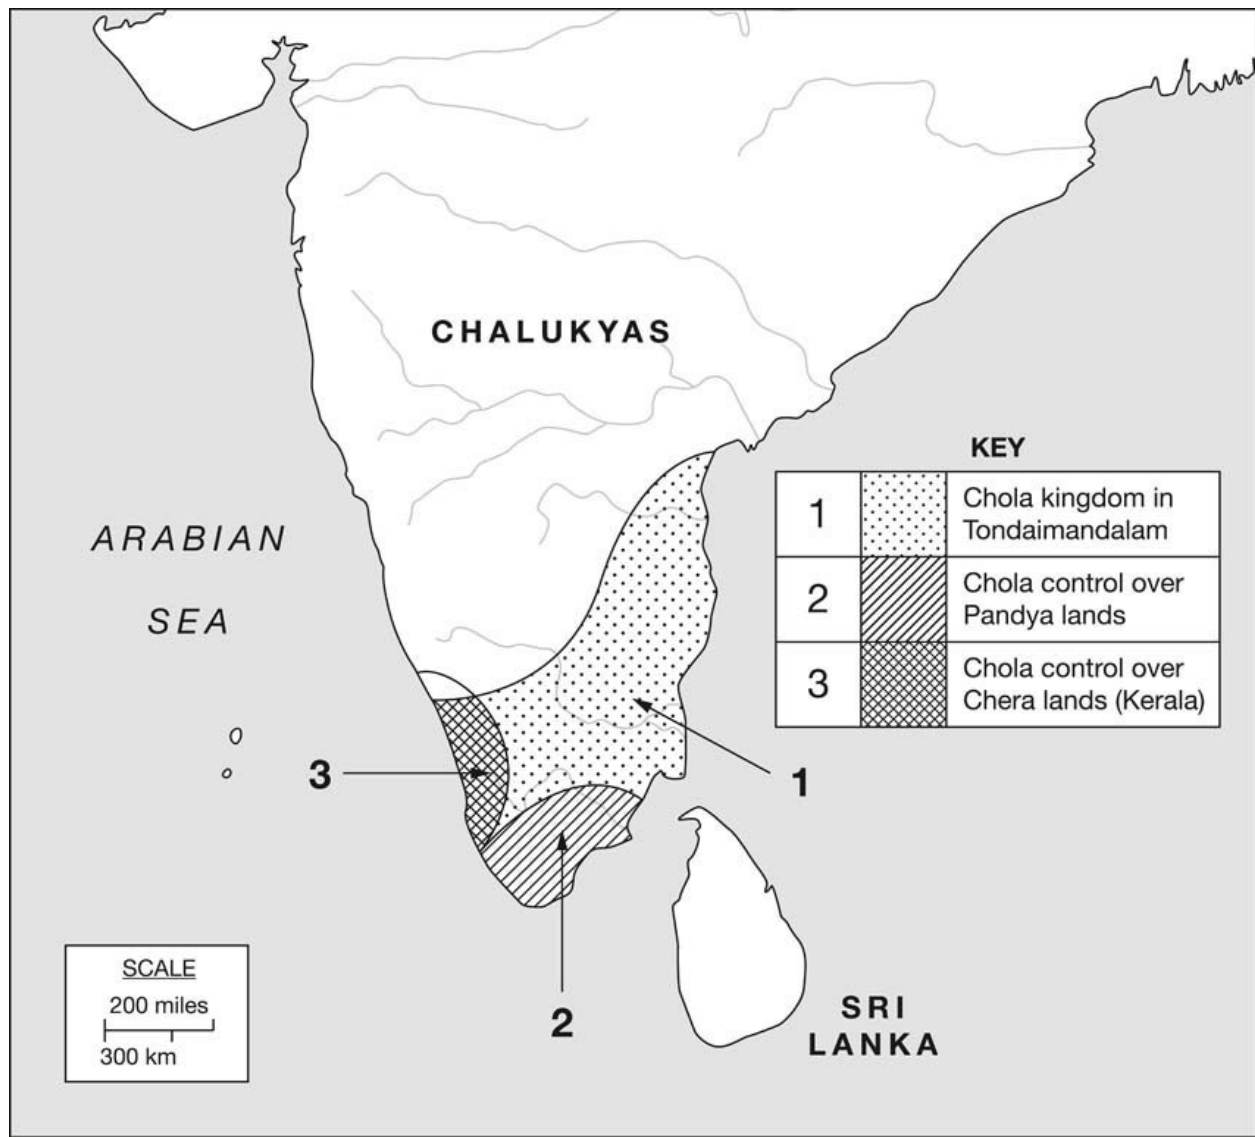 CHALUKYAS
ARABIAN
SEA
KEY
1
Chola kingdom in
Tondaimandalam
2
Chola control over
Pandya lands
3
Chola control over
Chera lands (Kerala)
3
1
2
SRI
LANKA
SCALE
200 miles
300 km